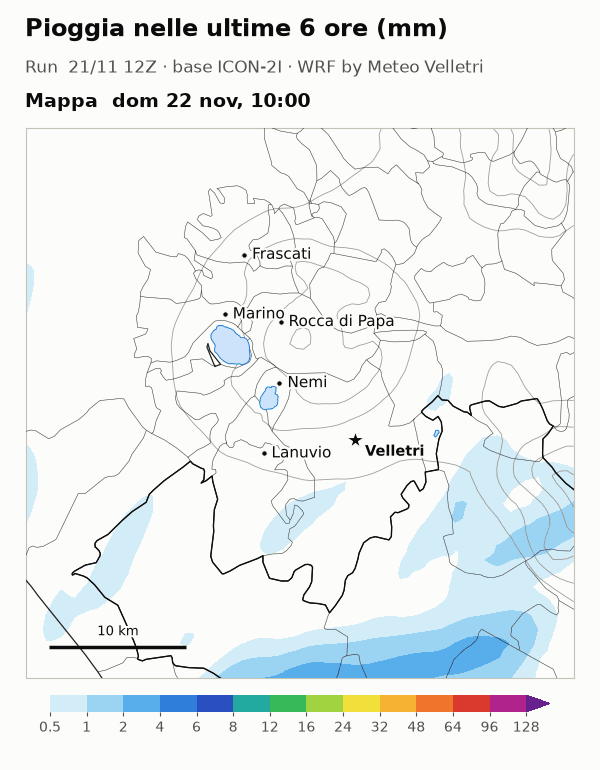 Pioggia nelle ultime 6 ore (mm)
Run 21/11 12Z · base ICON-2I · WRF by Meteo Velletri
Mappa dom 22 nov, 10:00
Frascati
Marino
Rocca di Papa
Nemi
Velletri
Lanuvio
10 km
0.5 1 2 4 6 8 12 16 24 32 48 64 96 128